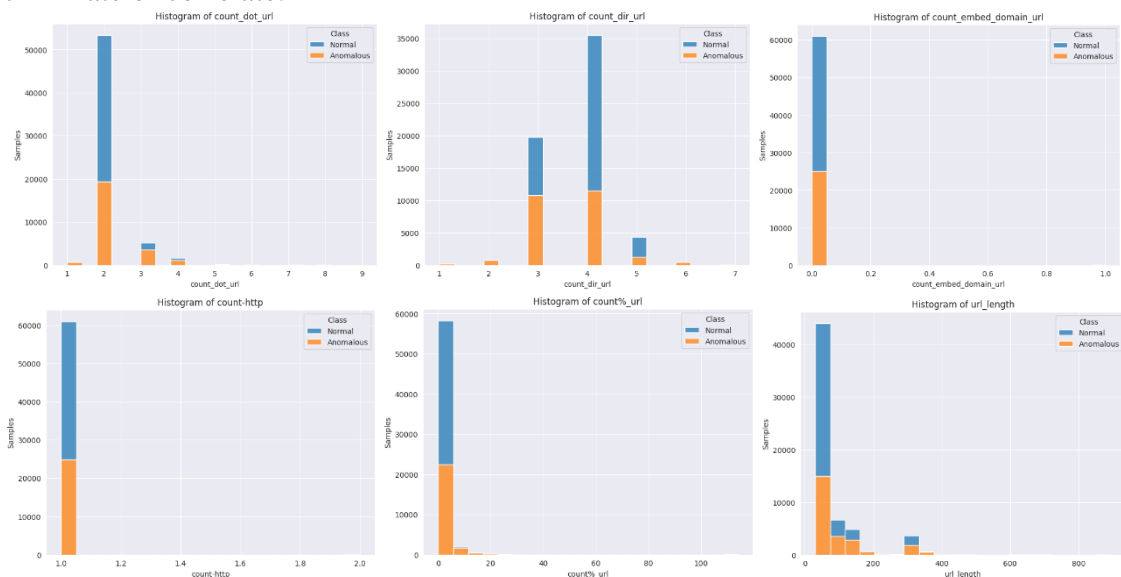 Histogram of count_dot_url
Class
Normal
Anomalous
50000
40000
30000
20000
10000
0
Samples
1 2 3 4 5 6 7 8 9
count_dot_url
Histogram of count_dir_url
Class
Normal
Anomalous
35000
30000
25000
20000
15000
10000
5000
0
Samples
1 2 3 4 5 6 7
count_dir_url
Histogram of count_embed_domain_url
Class
Normal
Anomalous
60000
50000
40000
30000
20000
10000
0
Samples
0.0 0.2 0.4 0.6 0.8 1.0
count_embed_domain_url
Histogram of count-http
Class
Normal
Anomalous
60000
50000
40000
30000
20000
10000
0
Samples
1.0 1.2 1.4 1.6 1.8 2.0
count-http
Histogram of count%_url
Class
Normal
Anomalous
60000
50000
40000
30000
20000
10000
0
Samples
0 20 40 60 80 100
count%_url
Histogram of url_length
Class
Normal
Anomalous
40000
30000
20000
10000
0
Samples
0 200 400 600 800
url_length